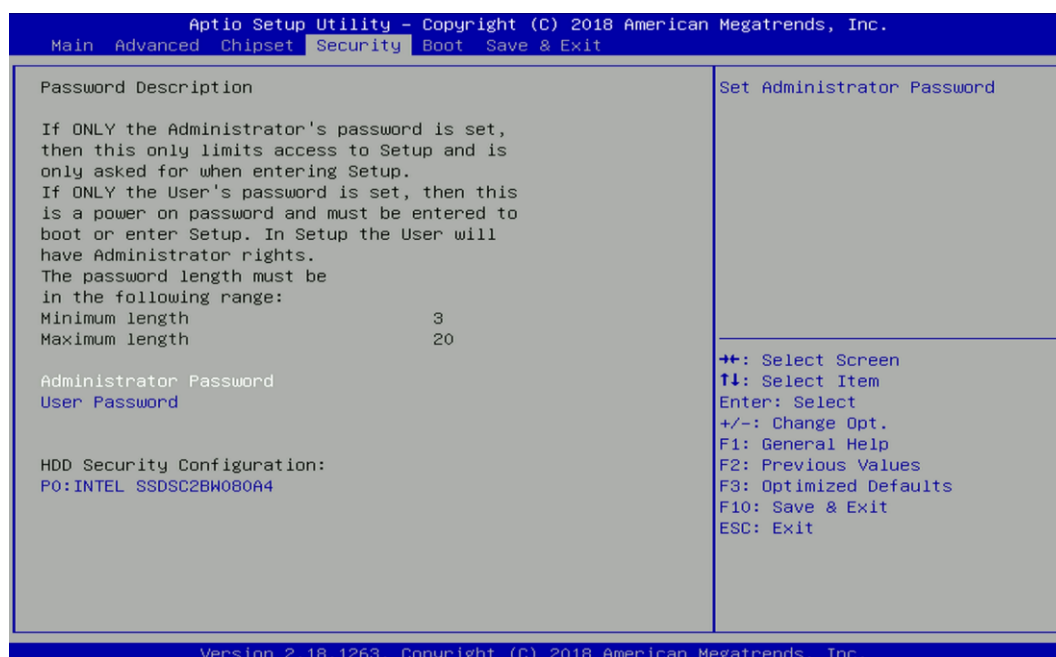 Aptio Setup Utility – Copyright (C) 2018 American Megatrends, Inc.
Main Advanced Chipset Security Boot Save & Exit
Password Description
If ONLY the Administrator's password is set,
then this only limits access to Setup and is
only asked for when entering Setup.
If ONLY the User's password is set, then this
is a power on password and must be entered to
boot or enter Setup. In Setup the User will
have Administrator rights.
The password length must be
in the following range:
Minimum length 3
Maximum length 20
Administrator Password
User Password
HDD Security Configuration:
P0:INTEL SSDSC2BW080A4
Set Administrator Password
→←: Select Screen
↑↓: Select Item
Enter: Select
+/-: Change Opt.
F1: General Help
F2: Previous Values
F3: Optimized Defaults
F10: Save & Exit
ESC: Exit
Version 2.18.1263. Copyright (C) 2018 American Megatrends, Inc.